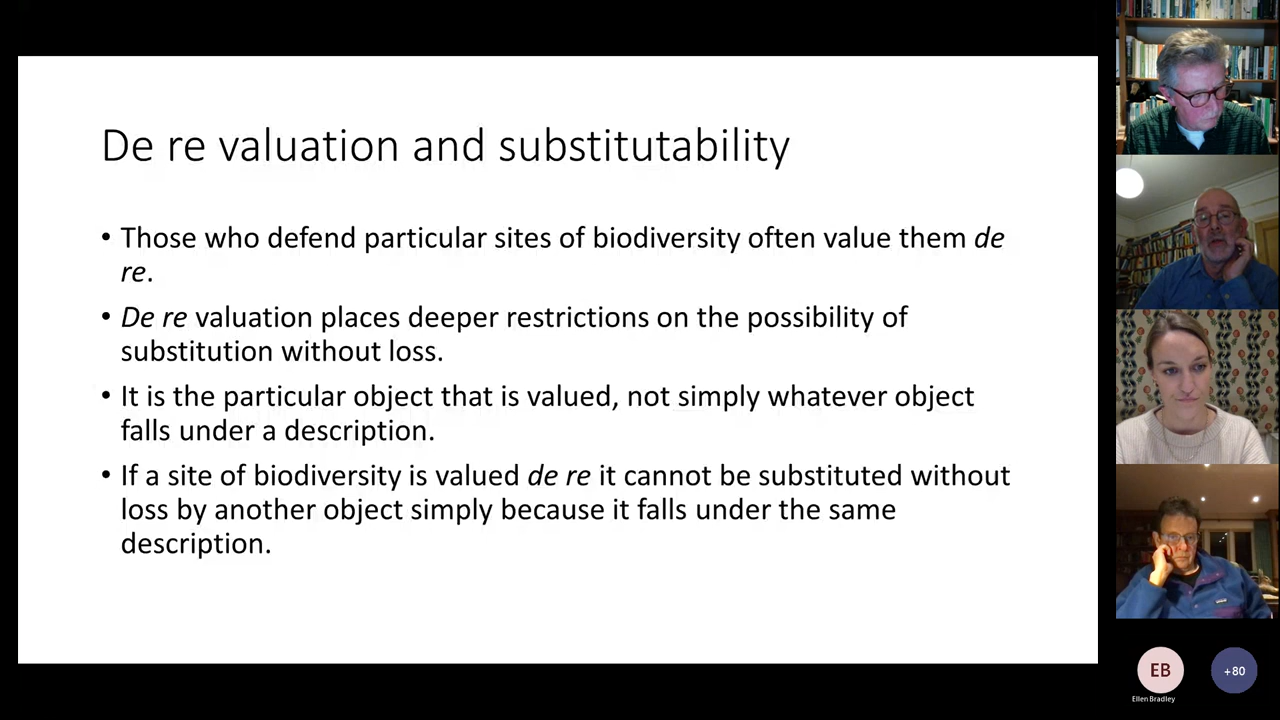 De re valuation and substitutability
• Those who defend particular sites of biodiversity often value them de
re.
• De re valuation places deeper restrictions on the possibility of
substitution without loss.
• It is the particular object that is valued, not simply whatever object
falls under a description.
• If a site of biodiversity is valued de re it cannot be substituted without
loss by another object simply because it falls under the same
description.
EB
+80
Ellen Bradley